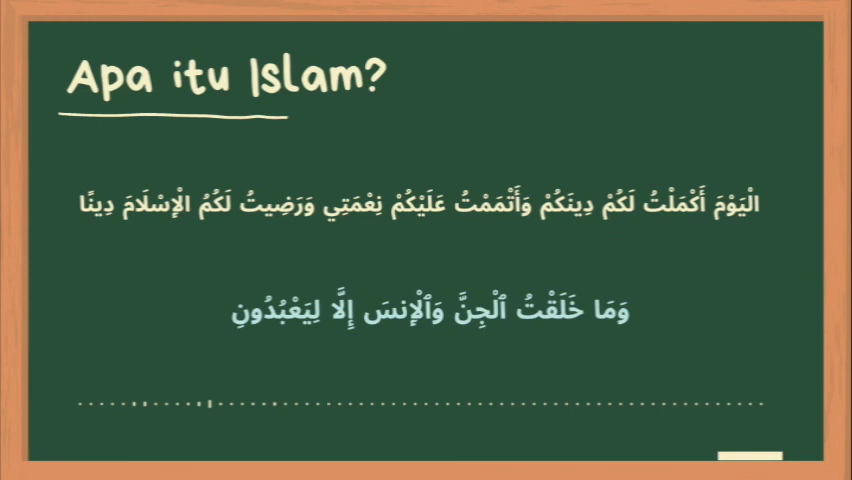 Apa itu Islam?
الْيَوْمَ أَكْمَلْتُ لَكُمْ دِينَكُمْ وَأَتْمَمْتُ عَلَيْكُمْ نِعْمَتِي وَرَضِيتُ لَكُمُ الْإِسْلَامَ دِينًا
وَمَا خَلَقْتُ ٱلْجِنَّ وَٱلْإِنسَ إِلَّا لِيَعْبُدُونِ